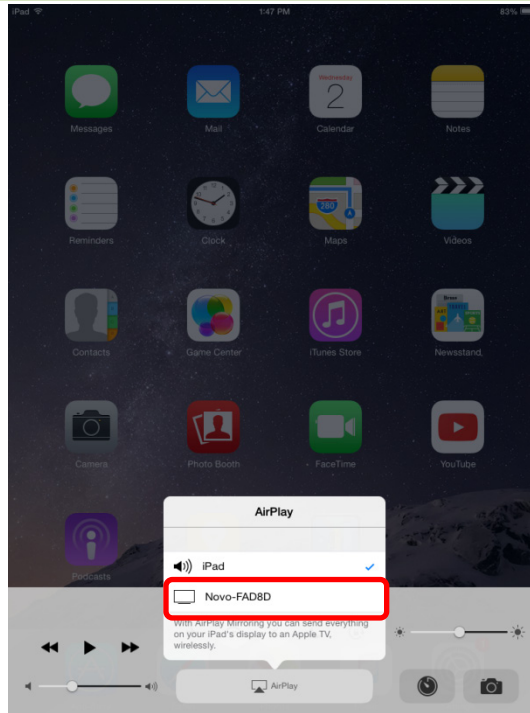 iPad 1:47 PM 83%
Wednesday
2
280
Messages Mail Calendar Notes
Reminders Clock Maps Videos
Contacts Game Center iTunes Store Newsstand
Camera Photo Booth FaceTime YouTube
Podcasts
AirPlay
iPad
Novo-FAD8D
With AirPlay Mirroring you can send everything
on your iPad's display to an Apple TV,
wirelessly.
AirPlay